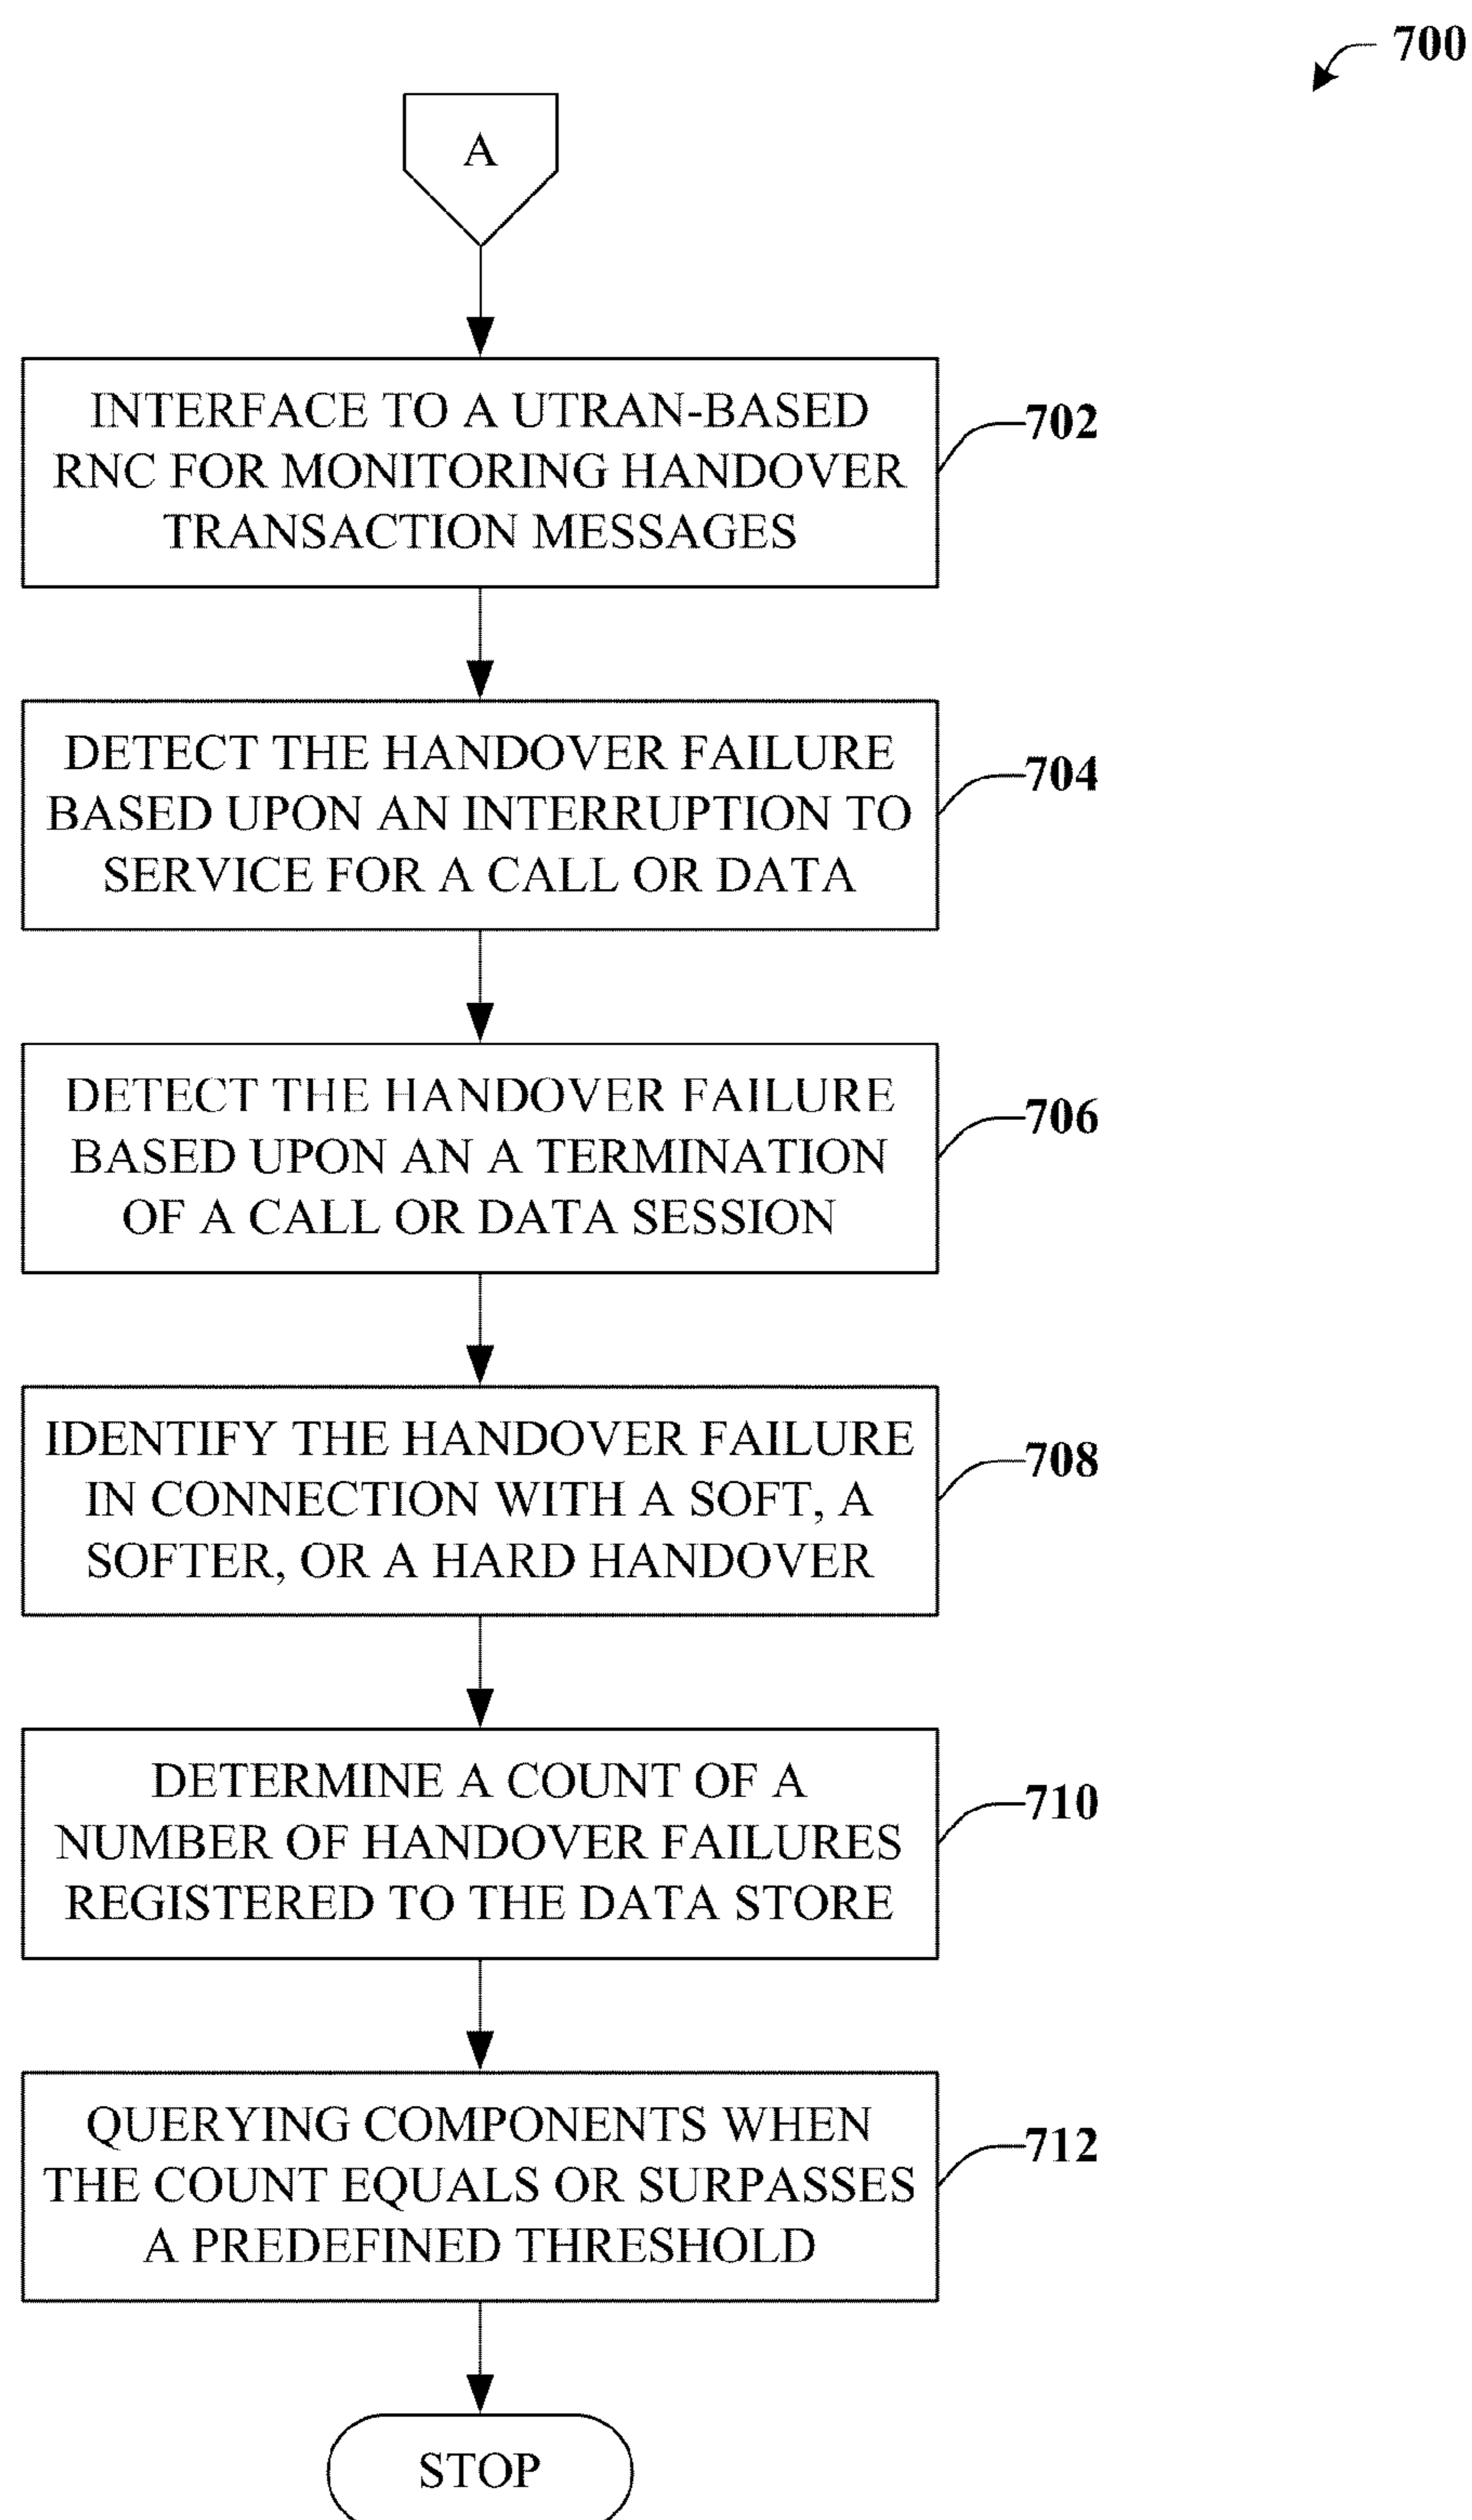 700
A
INTERFACE TO A UTRAN-BASED
RNC FOR MONITORING HANDOVER
TRANSACTION MESSAGES
702
DETECT THE HANDOVER FAILURE
BASED UPON AN INTERRUPTION TO
SERVICE FOR A CALL OR DATA
704
DETECT THE HANDOVER FAILURE
BASED UPON AN A TERMINATION
OF A CALL OR DATA SESSION
706
IDENTIFY THE HANDOVER FAILURE
IN CONNECTION WITH A SOFT, A
SOFTER, OR A HARD HANDOVER
708
DETERMINE A COUNT OF A
NUMBER OF HANDOVER FAILURES
REGISTERED TO THE DATA STORE
710
QUERYING COMPONENTS WHEN
THE COUNT EQUALS OR SURPASSES
A PREDEFINED THRESHOLD
712
STOP